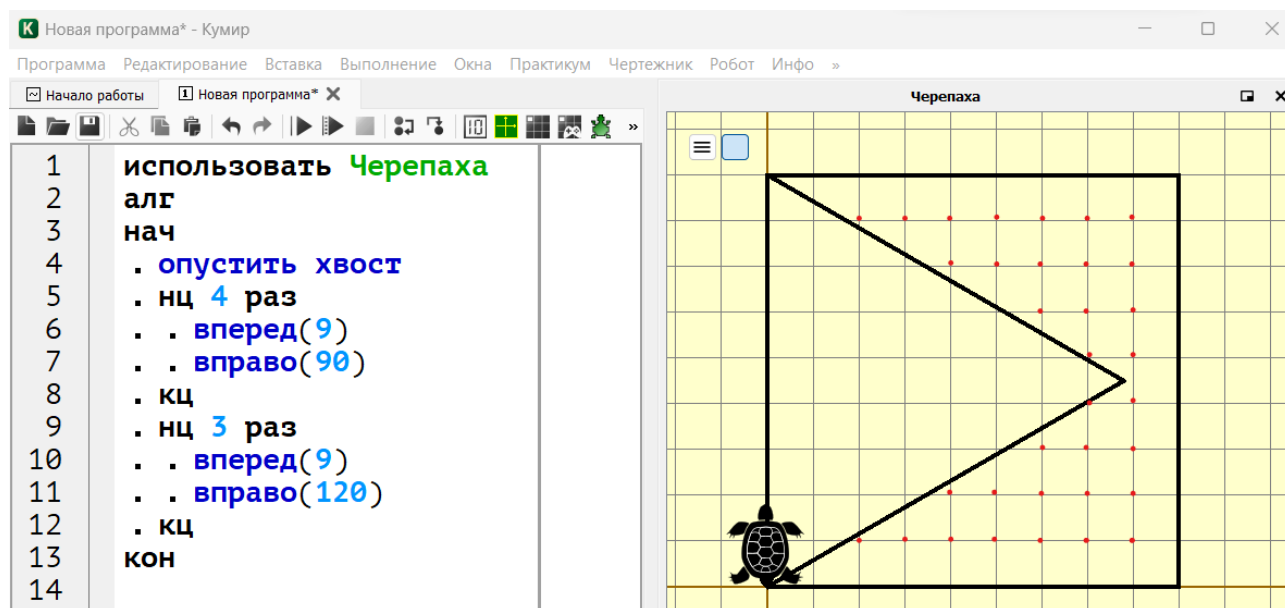 K Новая программа* - Кумир
Программа Редактирование Вставка Выполнение Окна Практикум Чертежник Робот Инфо »
Начало работы 1 Новая программа*
Черепаха
»
1 использовать Черепаха
2 алг
3 нач
4 . опустить хвост
5 . нц 4 раз
6 . . вперед(9)
7 . . вправо(90)
8 . кц
9 . нц 3 раз
10 . . вперед(9)
11 . . вправо(120)
12 . кц
13 кон
14